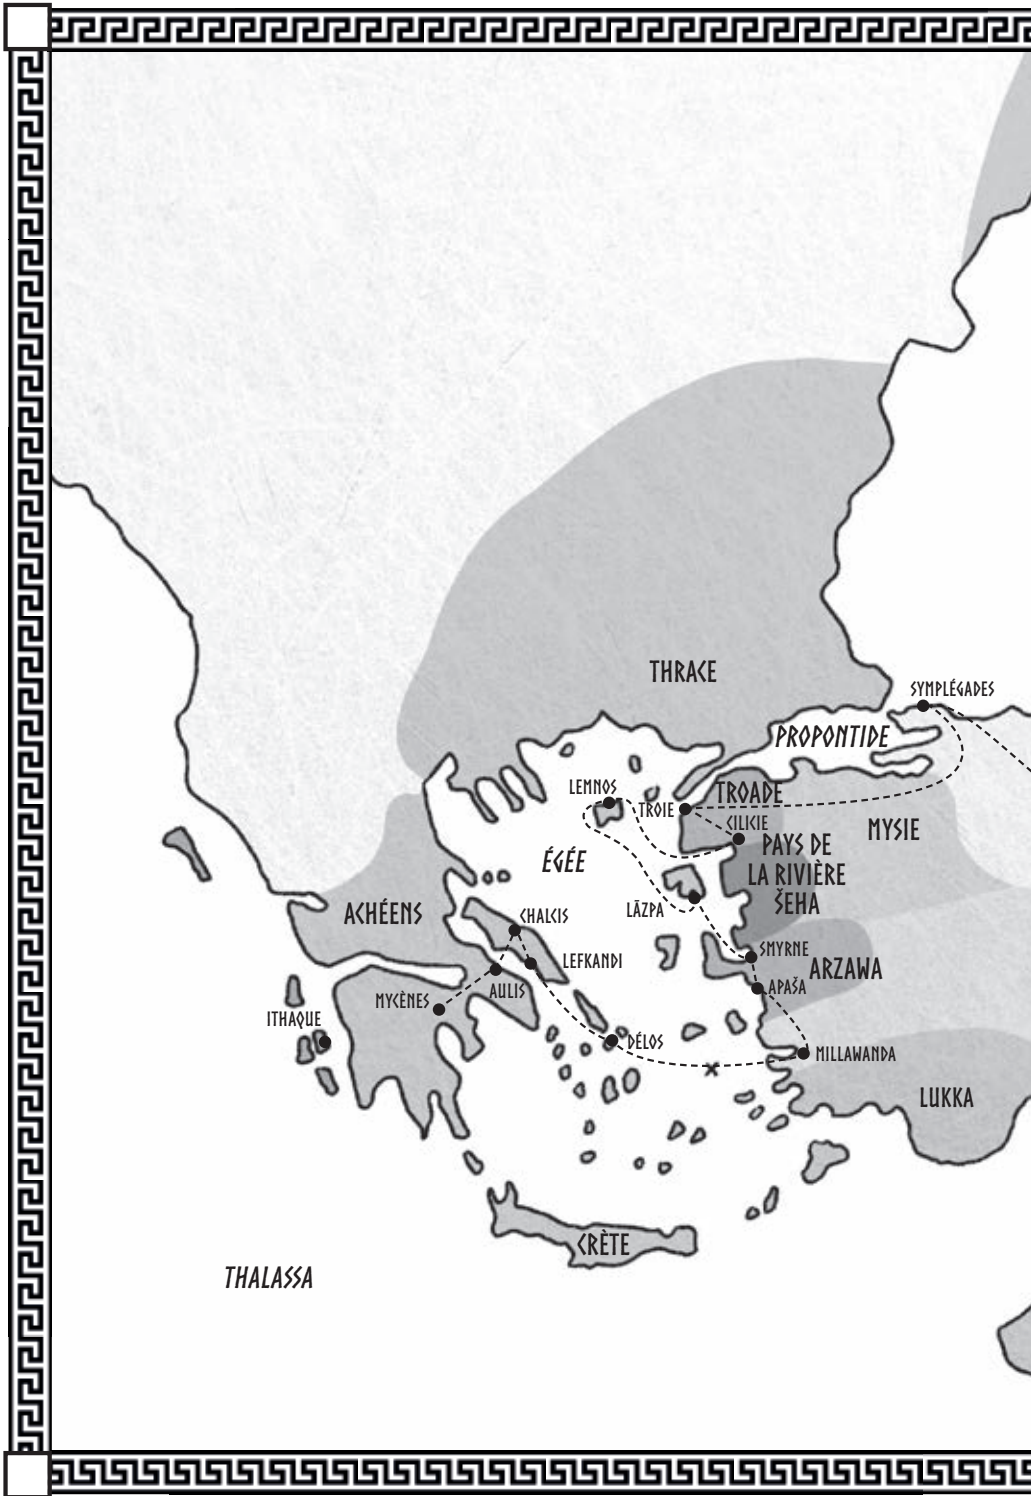 THRACE
SYMPLÉGADES
PROPONTIDE
LEMNOS
TROIE
TROADE
CILICIE
MYSIE
PAYS DE
LA RIVIÈRE
ŠEHA
ÉGÉE
ACHÉENS
CHALCIS
LĀZPA
LEFKANDI
SMYRNE
ARZAWA
APAŠA
AULIS
MYCÈNES
ITHAQUE
DÉLOS
MILLAWANDA
LUKKA
CRÈTE
THALASSA